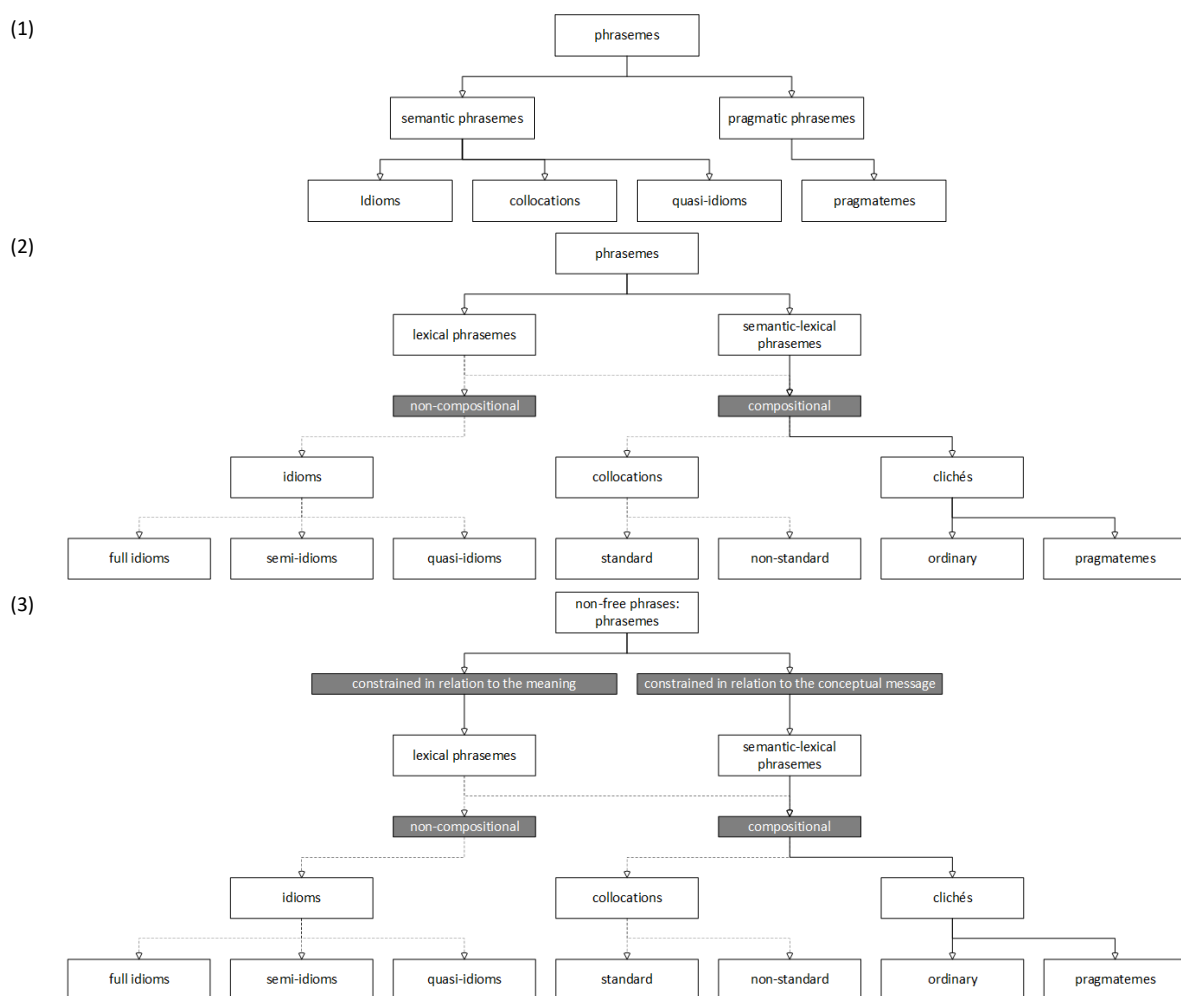 (1)
phrasemes
semantic phrasemes
pragmatic phrasemes
Idioms
collocations
quasi-idioms
pragmatemes
(2)
phrasemes
lexical phrasemes
semantic-lexical
phrasemes
non-compositional
compositional
idioms
collocations
clichés
full idioms
semi-idioms
quasi-idioms
standard
non-standard
ordinary
pragmatemes
(3)
non-free phrases:
phrasemes
constrained in relation to the meaning
constrained in relation to the conceptual message
lexical phrasemes
semantic-lexical
phrasemes
non-compositional
compositional
idioms
collocations
clichés
full idioms
semi-idioms
quasi-idioms
standard
non-standard
ordinary
pragmatemes